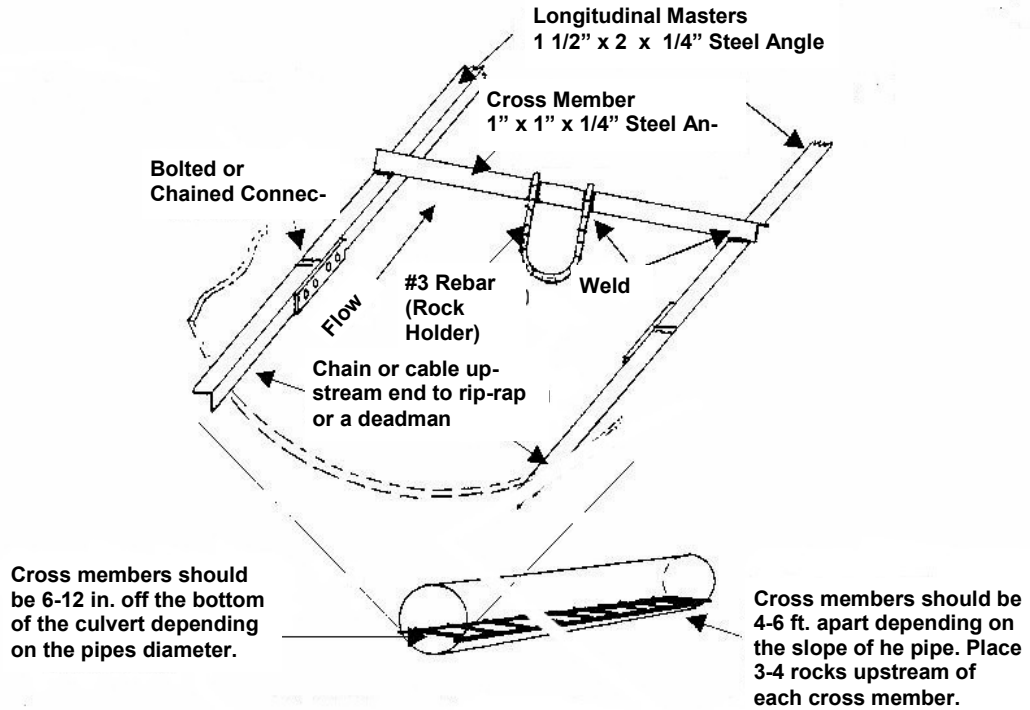 Longitudinal Masters
1 1/2” x 2 x 1/4” Steel Angle
Cross Member
1” x 1” x 1/4” Steel An-
Bolted or
Chained Connec-
#3 Rebar
(Rock
Holder)
Weld
Flow
Chain or cable up-
stream end to rip-rap
or a deadman
Cross members should
be 6-12 in. off the bottom
of the culvert depending
on the pipes diameter.
Cross members should be
4-6 ft. apart depending on
the slope of he pipe. Place
3-4 rocks upstream of
each cross member.